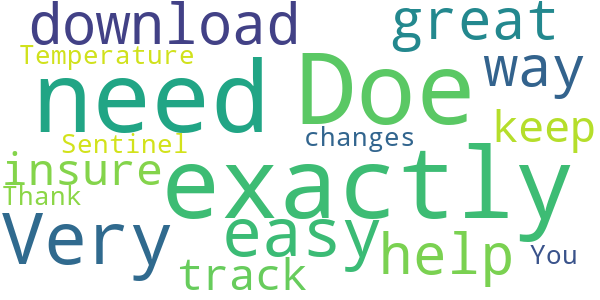 download great
Temperature need Doe way
Sentinel changes keep
insure exactly
Thank
Very easy help You
track